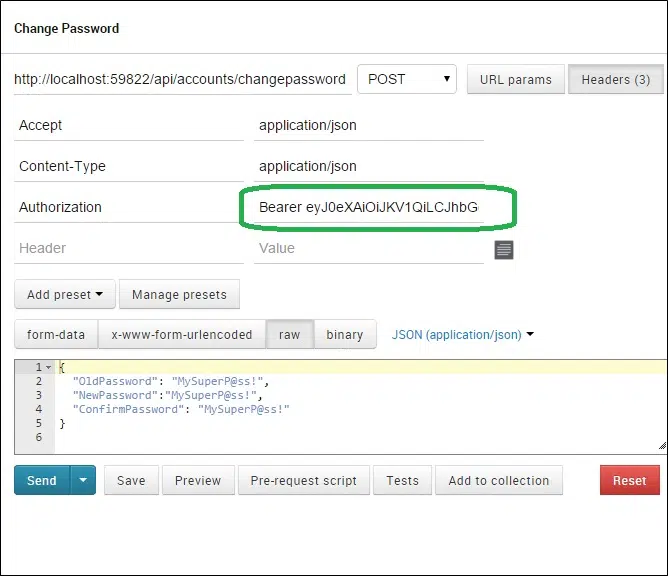 Change Password
http://localhost:59822/api/accounts/changepassword POST URL params Headers (3)
Accept application/json
Content-Type application/json
Authorization Bearer eyJ0eXAiOiJKV1QiLCJhbG
Header Value
Add preset Manage presets
form-data x-www-form-urlencoded raw binary JSON (application/json)
1 {
2 "OldPassword": "MySuperP@ss!",
3 "NewPassword":"MySuperP@ss!",
4 "ConfirmPassword": "MySuperP@ss!"
5 }
6
Send Save Preview Pre-request script Tests Add to collection Reset